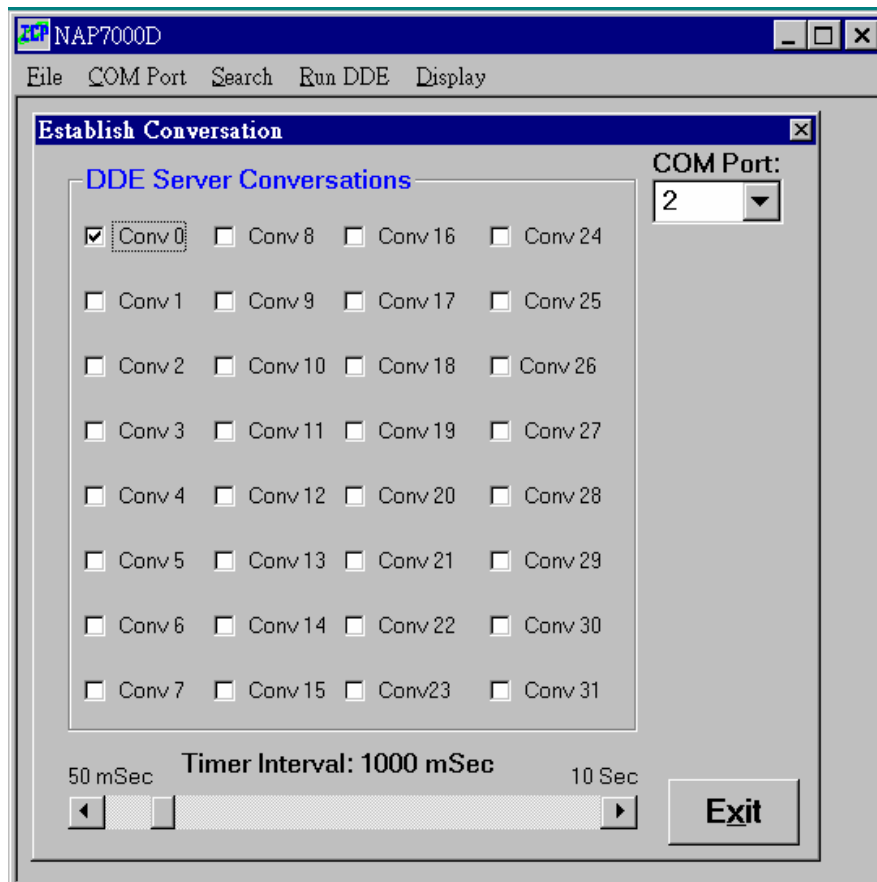 ICP NAP7000D
File COM Port Search Run DDE Display
Establish Conversation
COM Port:
2
DDE Server Conversations
Conv 0 Conv 8 Conv 16 Conv 24
Conv 1 Conv 9 Conv 17 Conv 25
Conv 2 Conv 10 Conv 18 Conv 26
Conv 3 Conv 11 Conv 19 Conv 27
Conv 4 Conv 12 Conv 20 Conv 28
Conv 5 Conv 13 Conv 21 Conv 29
Conv 6 Conv 14 Conv 22 Conv 30
Conv 7 Conv 15 Conv23 Conv 31
50 mSec Timer Interval: 1000 mSec 10 Sec
Exit